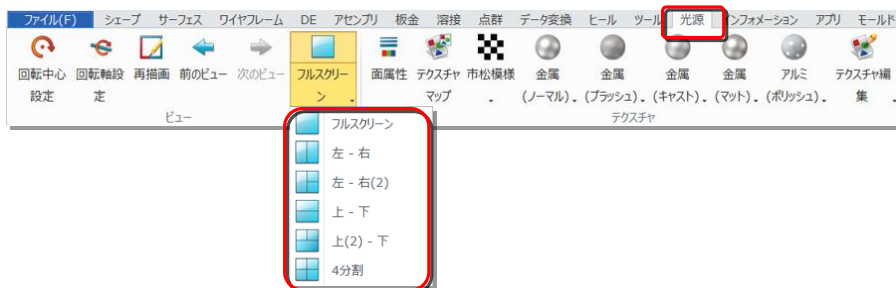 ファイル(F) シェープ サーフェス ワイヤフレーム DE アセンブリ 板金 溶接 点群 データ変換 ヒール ツール 光源 インフォメーション アプリ モールド
回転中心 回転軸設 再描画 前のビュー 次のビュー フルスクリー 面属性 テクスチャ 市松模様 金属 金属 金属 金属 アルミ テクスチャ編
設定 定 ン マップ (ノーマル) (ブラッシュ) (キャスト) (マット) (ポリッシュ) 集
ビュー テクスチャ
フルスクリーン
左 - 右
左 - 右(2)
上 - 下
上(2) - 下
4分割